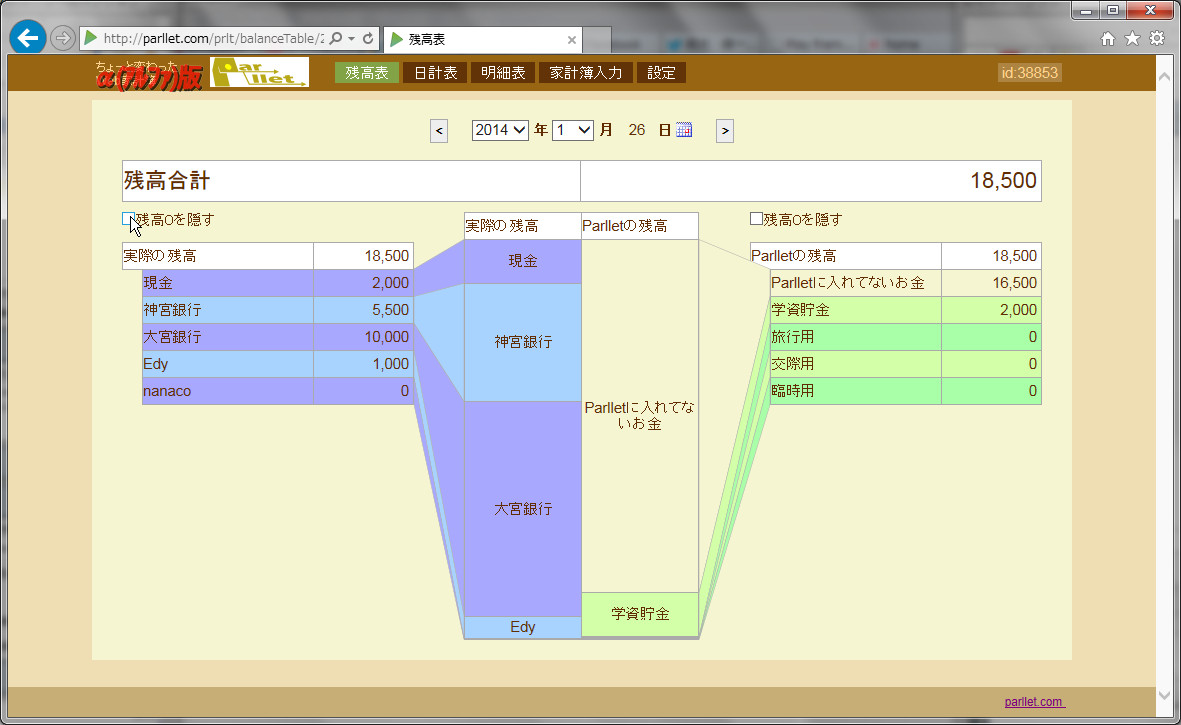 http://parllet.com/prlt/balanceTable/2
残高表
ちょっと変わった
α(アルファ)版
Parllet
残高表 日計表 明細表 家計簿入力 設定 id:38853
< 2014 年 1 月 26 日 >
残高合計 18,500
残高0を隠す
実際の残高 18,500
現金 2,000
神宮銀行 5,500
大宮銀行 10,000
Edy 1,000
nanaco 0
実際の残高 Parlletの残高
現金
神宮銀行
大宮銀行
Edy
Parlletに入れてな
いお金
学資貯金
残高0を隠す
Parlletの残高 18,500
Parlletに入れてないお金 16,500
学資貯金 2,000
旅行用 0
交際用 0
臨時用 0
parllet.com